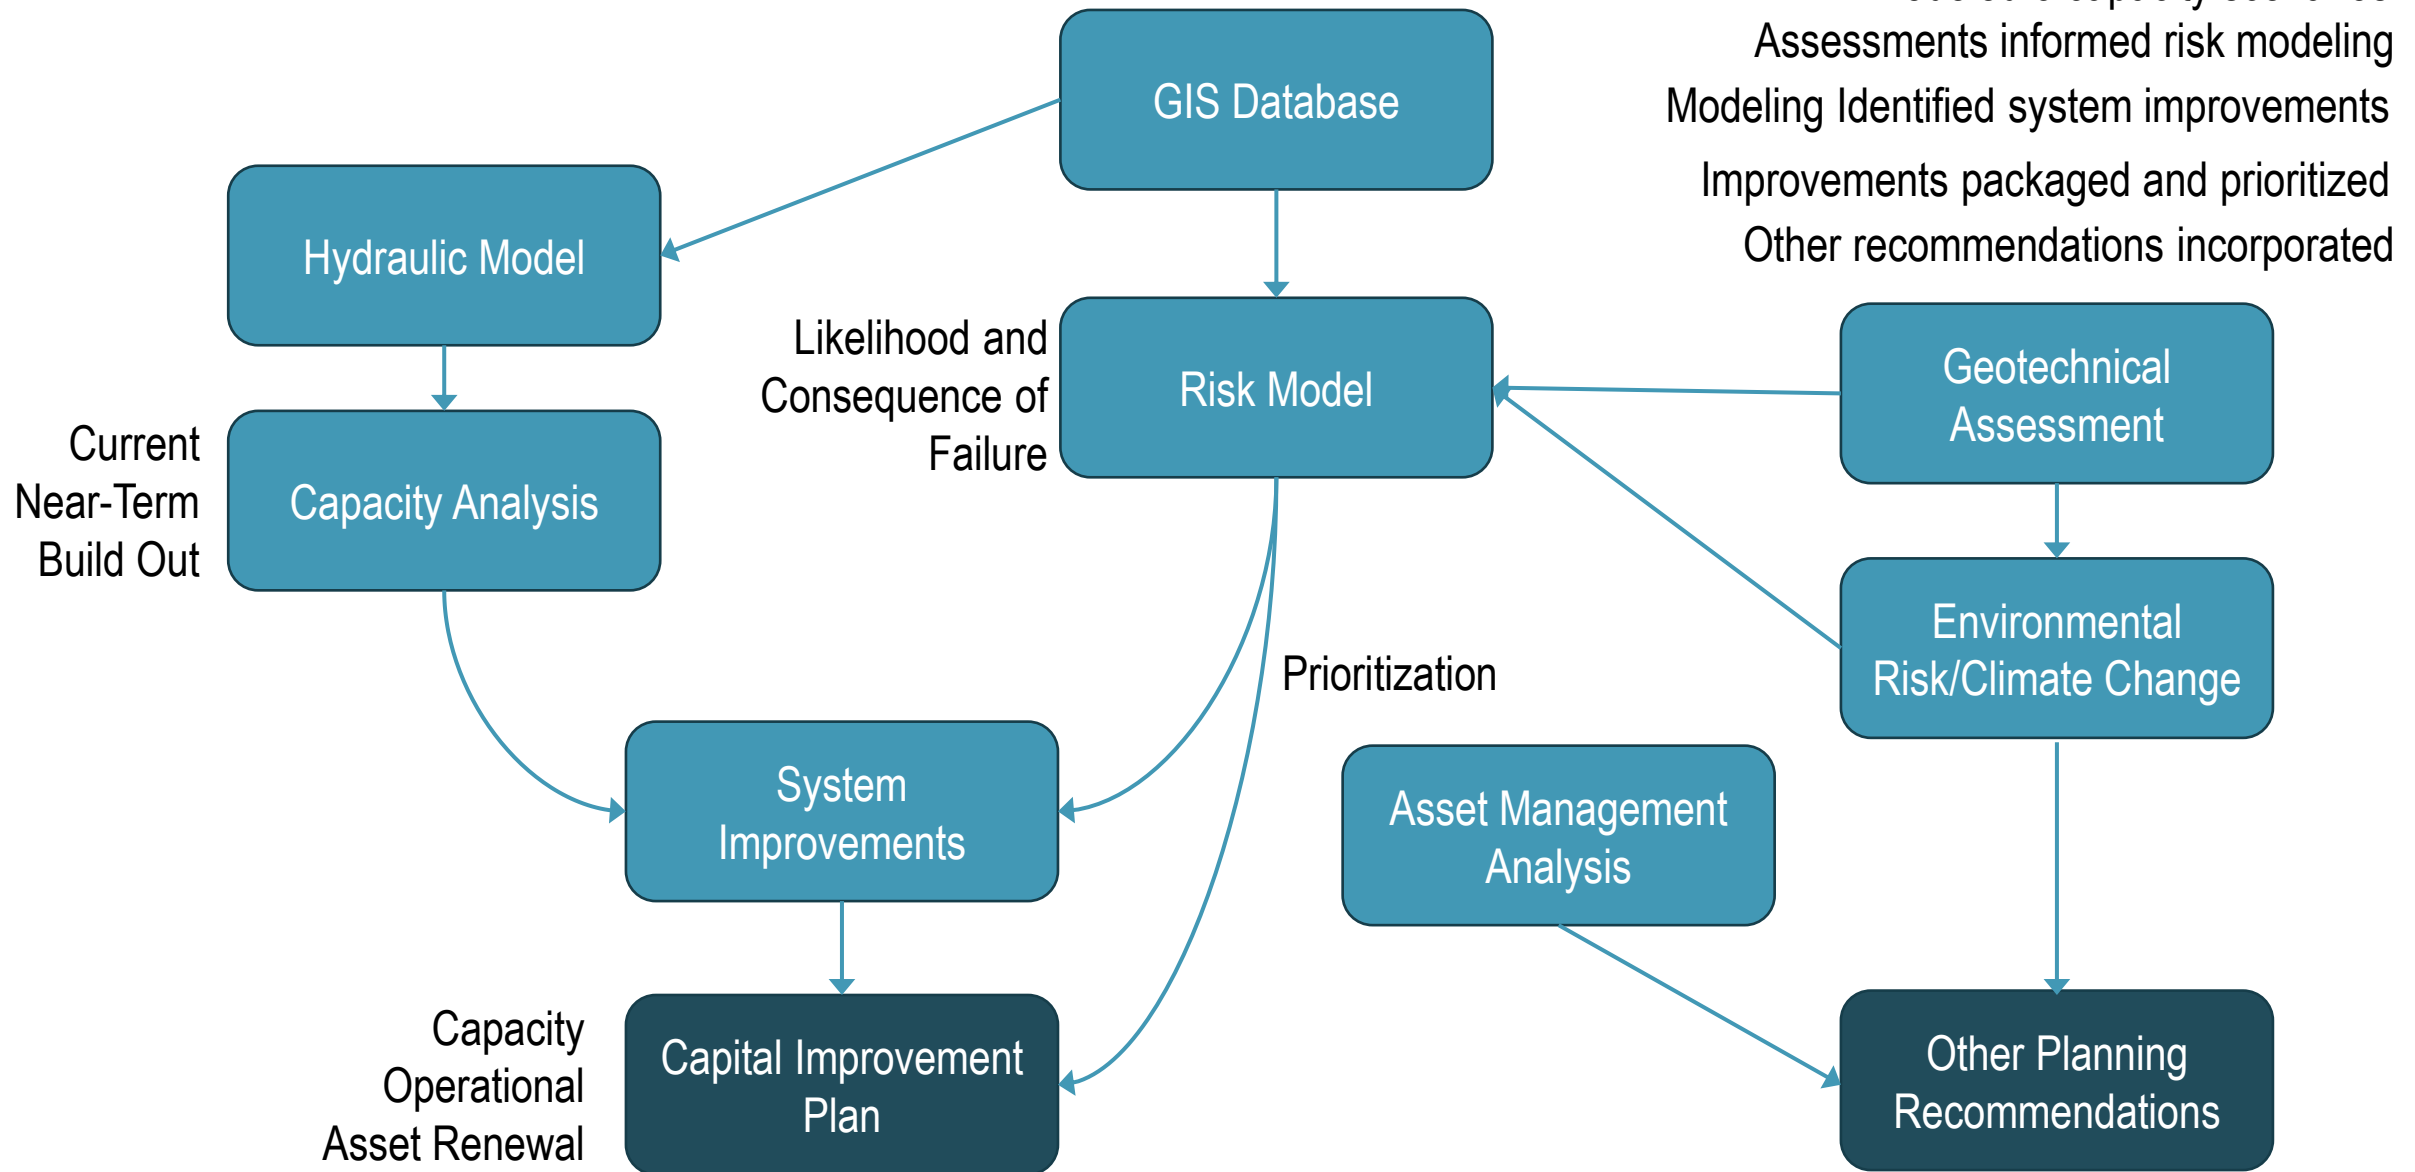 Assessments informed risk modeling
Modeling Identified system improvements
Improvements packaged and prioritized
Other recommendations incorporated
GIS Database
Hydraulic Model
Likelihood and
Consequence of
Failure
Risk Model
Geotechnical
Assessment
Current
Near-Term
Build Out
Capacity Analysis
Environmental
Risk/Climate Change
Prioritization
System
Improvements
Asset Management
Analysis
Capacity
Operational
Asset Renewal
Capital Improvement
Plan
Other Planning
Recommendations